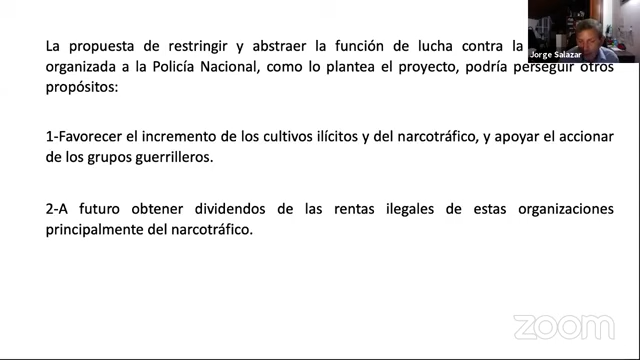 La propuesta de restringir y abstraer la función de lucha contra la
Jorge Salazar
organizada a la Policía Nacional, como lo plantea el proyecto, podría perseguir otros
propósitos:
1-Favorecer el incremento de los cultivos ilícitos y del narcotráfico, y apoyar el accionar
de los grupos guerrilleros.
2-A futuro obtener dividendos de las rentas ilegales de estas organizaciones
principalmente del narcotráfico.
zoom